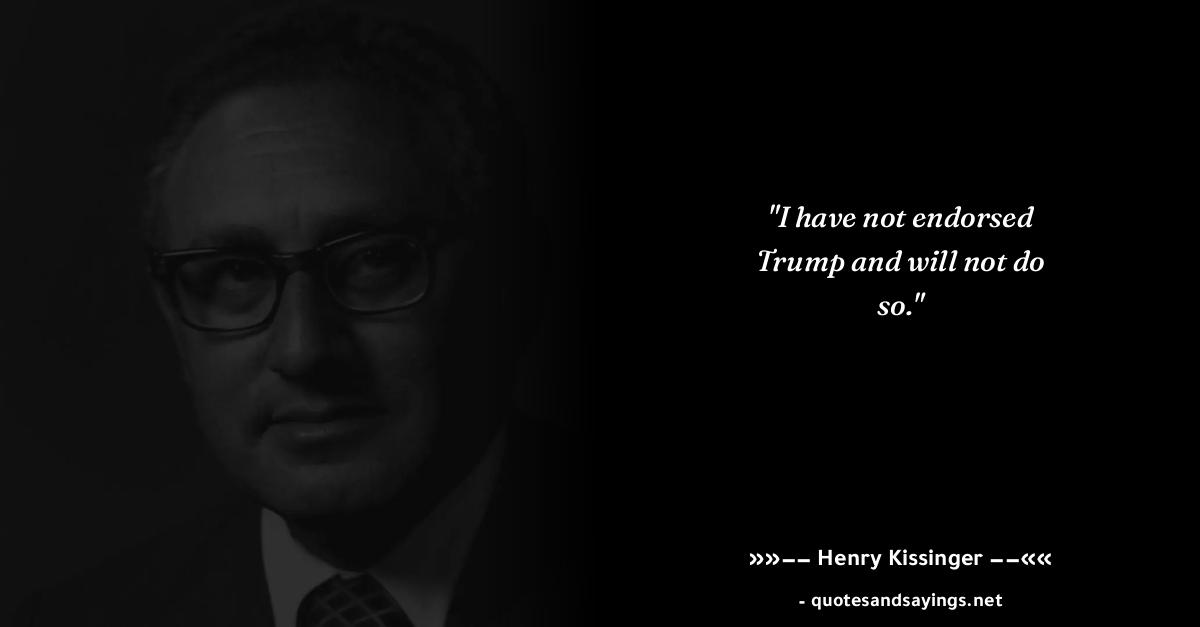 "I have not endorsed
Trump and will not do
so."
»»−− Henry Kissinger −−««
- quotesandsayings.net